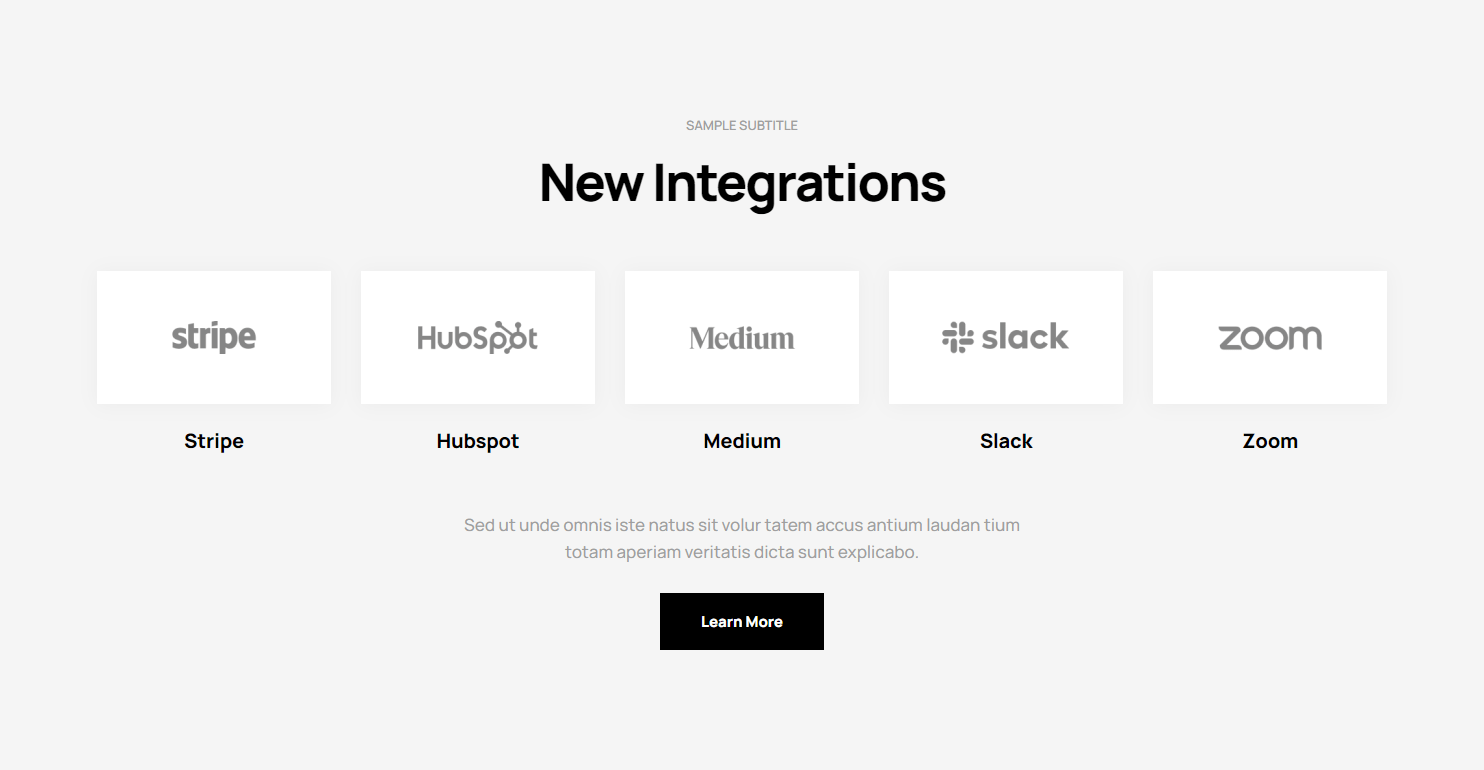 SAMPLE SUBTITLE
New Integrations
stripe
HubSpot
Medium
slack
zoom
Stripe
Hubspot
Medium
Slack
Zoom
Sed ut unde omnis iste natus sit volur tatem accus antium laudan tium
totam aperiam veritatis dicta sunt explicabo.
Learn More